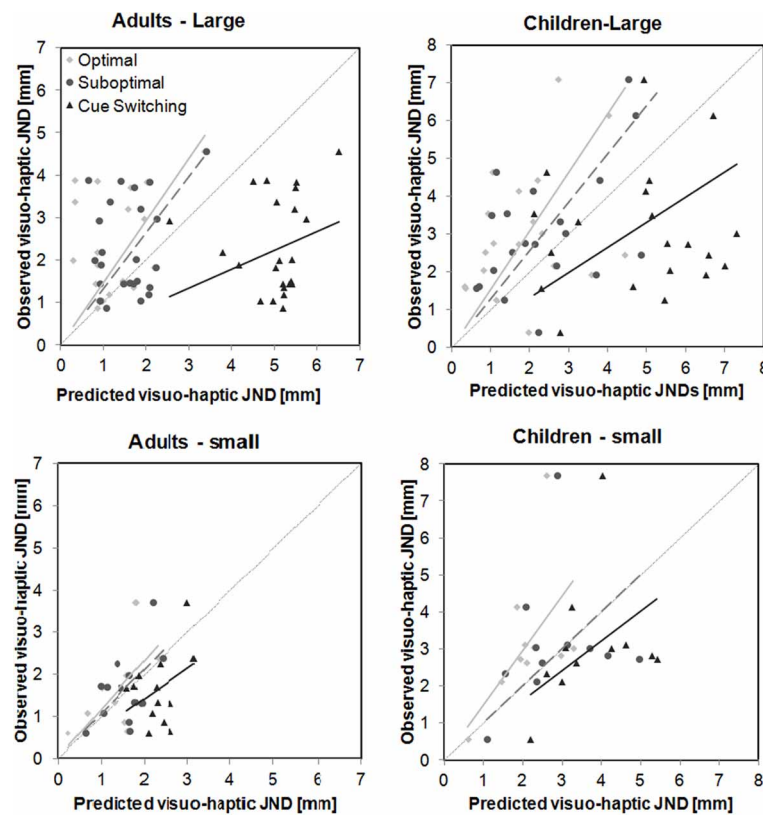 Adults - Large
Observed visuo-haptic JND [mm]
7
6
5
4
3
2
1
0
Optimal
Suboptimal
Cue Switching
0 1 2 3 4 5 6 7
Predicted visuo-haptic JND [mm]
Children-Large
Observed visuo-haptic JND [mm]
8
7
6
5
4
3
2
1
0
0 1 2 3 4 5 6 7 8
Predicted visuo-haptic JNDs [mm]
Adults - small
Observed visuo-haptic JND [mm]
7
6
5
4
3
2
1
0
0 1 2 3 4 5 6 7
Predicted visuo-haptic JND [mm]
Children - small
Observed visuo-haptic JND [mm]
8
7
6
5
4
3
2
1
0
0 1 2 3 4 5 6 7 8
Predicted visuo-haptic JND [mm]